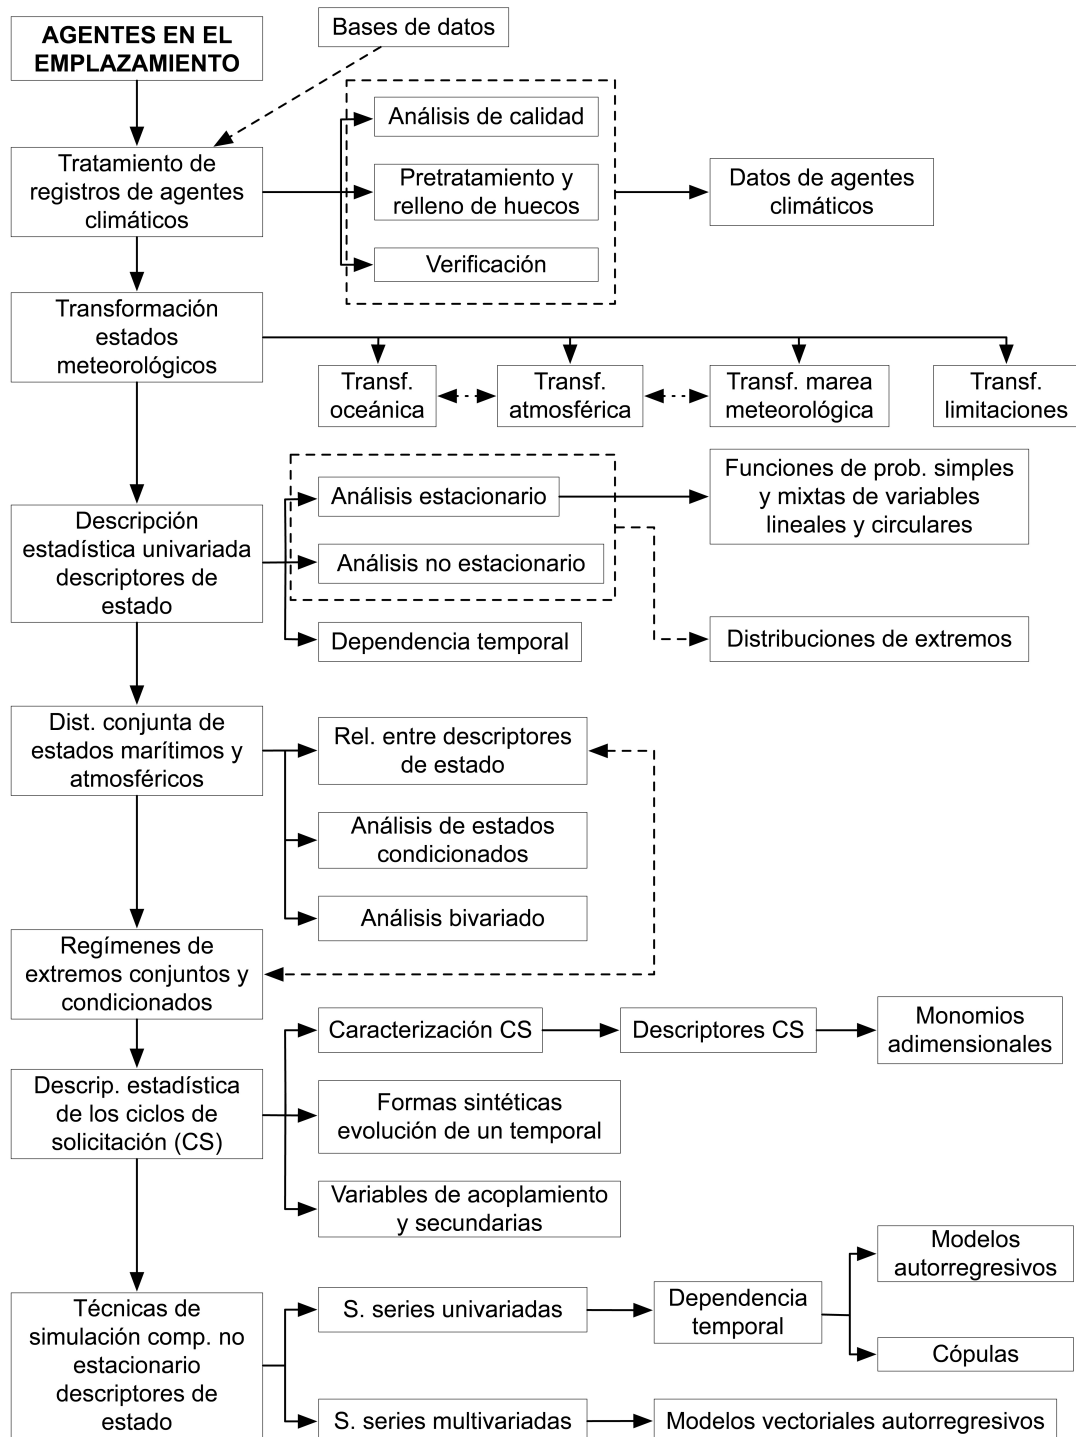 AGENTES EN EL
EMPLAZAMIENTO
Bases de datos
Tratamiento de
registros de agentes
climáticos
Análisis de calidad
Pretratamiento y
relleno de huecos
Verificación
Datos de agentes
climáticos
Transformación
estados
meteorológicos
Transf.
oceánica
Transf.
atmosférica
Transf. marea
meteorológica
Transf.
limitaciones
Descripción
estadística univariada
descriptores de
estado
Análisis estacionario
Análisis no estacionario
Dependencia temporal
Funciones de prob. simples
y mixtas de variables
lineales y circulares
Distribuciones de extremos
Dist. conjunta de
estados marítimos y
atmosféricos
Rel. entre descriptores
de estado
Análisis de estados
condicionados
Análisis bivariado
Regímenes de
extremos conjuntos y
condicionados
Descrip. estadística
de los ciclos de
solicitación (CS)
Caracterización CS
Descriptores CS
Monomios
adimensionales
Formas sintéticas
evolución de un temporal
Variables de acoplamiento
y secundarias
Técnicas de
simulación comp. no
estacionario
descriptores de
estado
S. series univariadas
Dependencia
temporal
Modelos
autorregresivos
Cópulas
S. series multivariadas
Modelos vectoriales autorregresivos